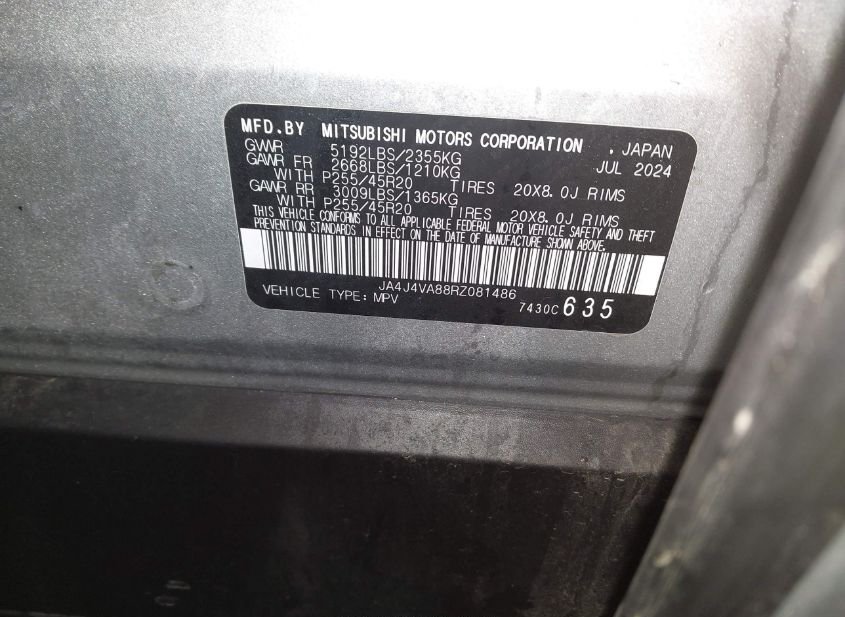 MFD.BY MITSUBISHI MOTORS CORPORATION , JAPAN
GVWR 5192LBS/2355KG JUL 2024
GAWR FR 2668LBS/1210KG
WITH P255/45R20 TIRES 20X8.0J RIMS
GAWR RR 3009LBS/1365KG
WITH P255/45R20 TIRES 20X8.0J RIMS
THIS VEHICLE CONFORMS TO ALL APPLICABLE FEDERAL MOTOR VEHICLE SAFETY AND THEFT
PREVENTION STANDARDS IN EFFECT ON THE DATE OF MANUFACTURE SHOWN ABOVE.
JA4J4VA88RZ081486
VEHICLE TYPE: MPV 7430C 635